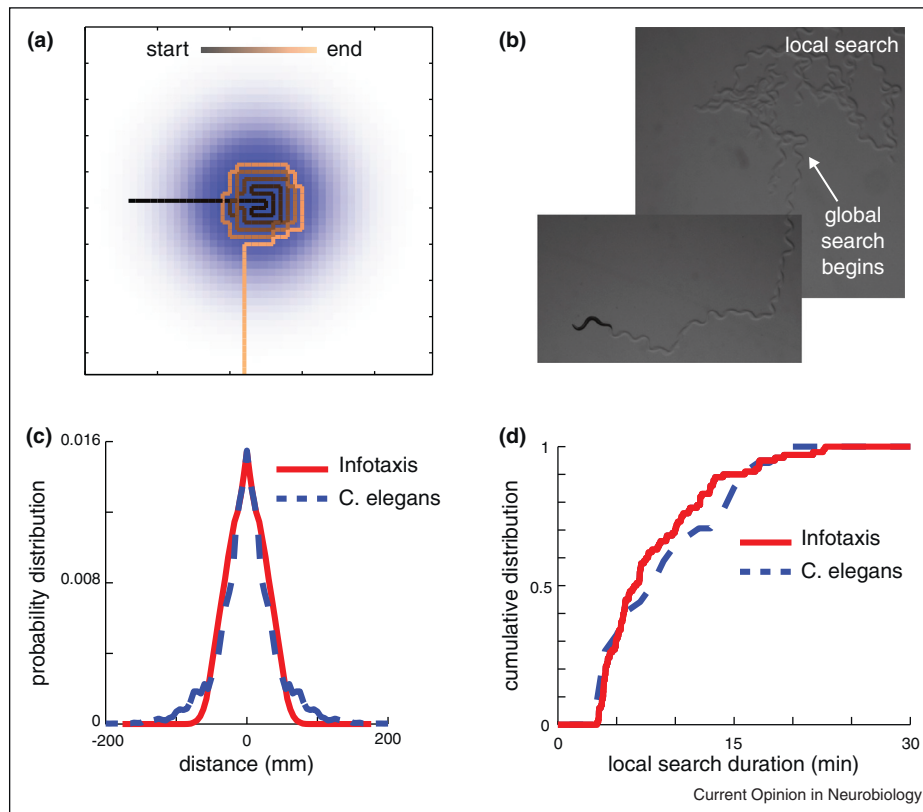 (a)
start end
(b)
local search
global
search
begins
(c)
0.016
Infotaxis
C. elegans
0.008
probability distribution
0
-200 0 200
distance (mm)
(d)
1
cumulative distribution
0.5
Infotaxis
C. elegans
0
0 15 30
local search duration (min)
Current Opinion in Neurobiology